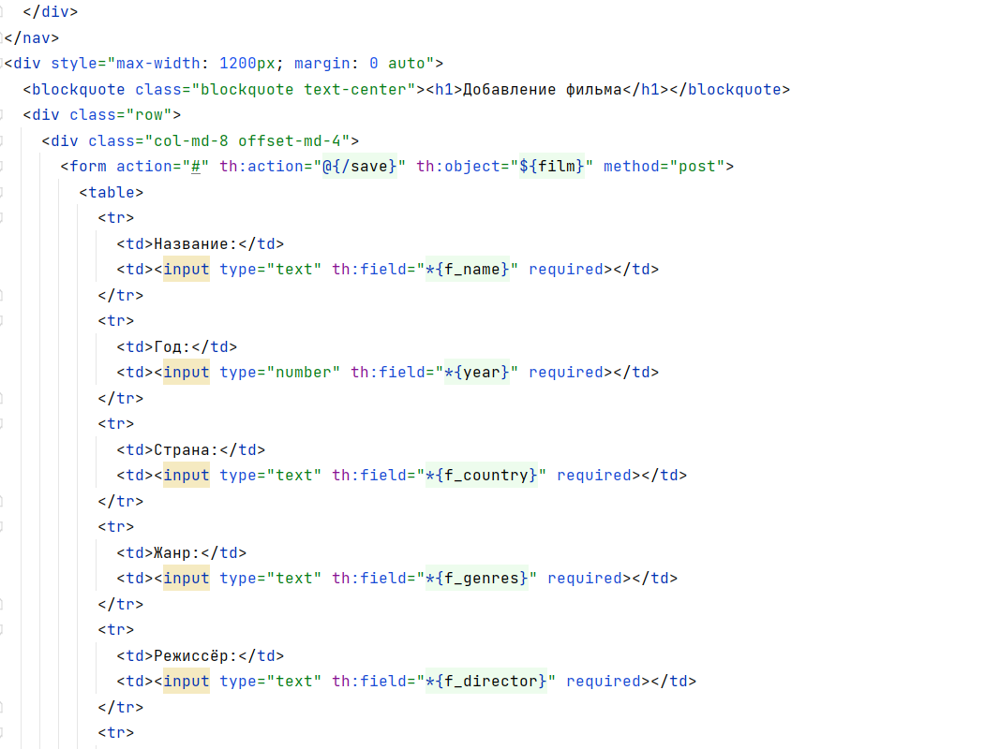 </div>
</nav>
<div style="max-width: 1200px; margin: 0 auto">
<blockquote class="blockquote text-center"><h1>Добавление фильма</h1></blockquote>
<div class="row">
<div class="col-md-8 offset-md-4">
<form action="#" th:action="@{/save}" th:object="${film}" method="post">
<table>
<tr>
<td>Название:</td>
<td><input type="text" th:field="*{f_name}" required></td>
</tr>
<tr>
<td>Год:</td>
<td><input type="number" th:field="*{year}" required></td>
</tr>
<tr>
<td>Страна:</td>
<td><input type="text" th:field="*{f_country}" required></td>
</tr>
<tr>
<td>Жанр:</td>
<td><input type="text" th:field="*{f_genres}" required></td>
</tr>
<tr>
<td>Режиссёр:</td>
<td><input type="text" th:field="*{f_director}" required></td>
</tr>
<tr>